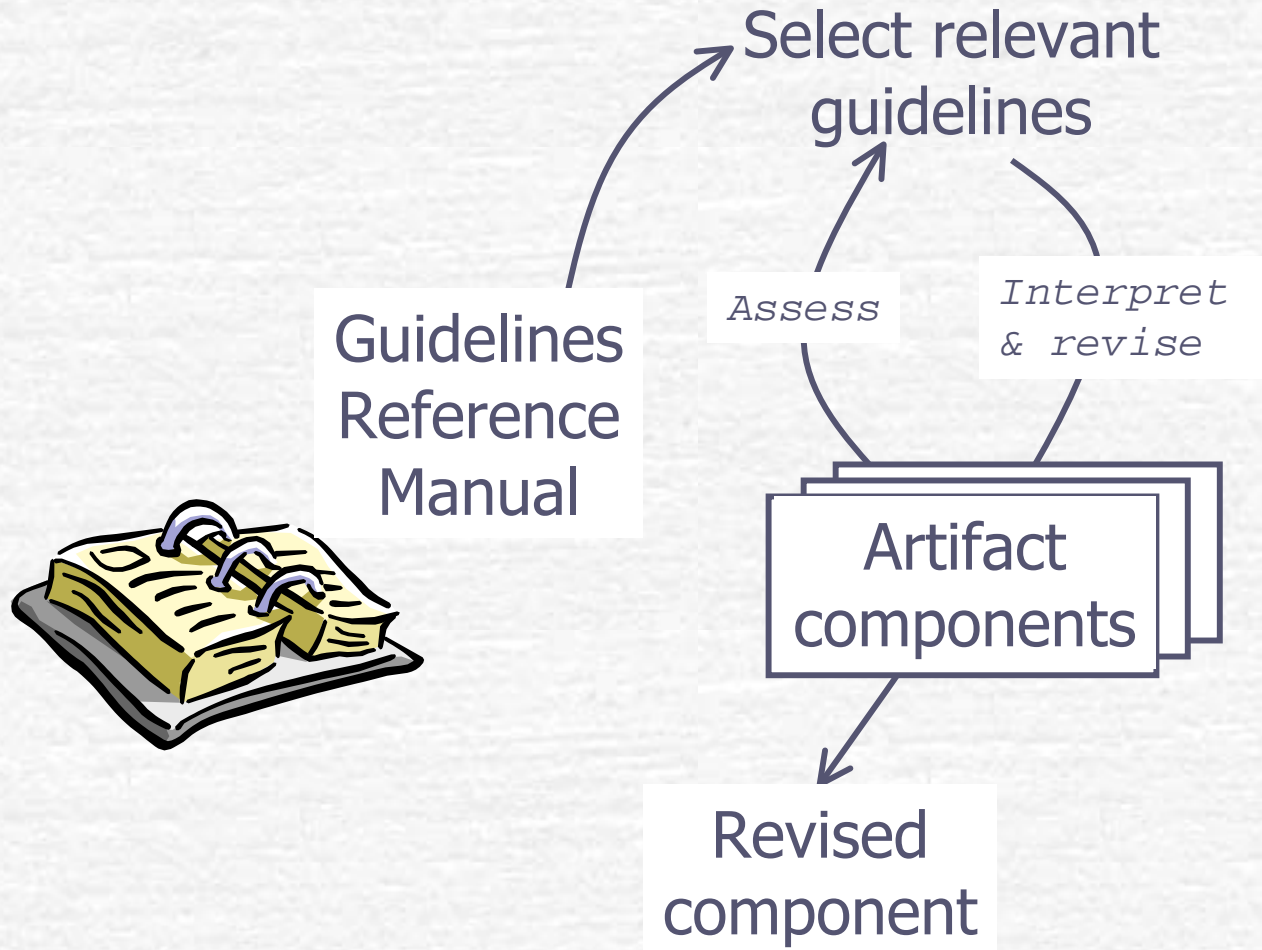 Select relevant
guidelines
Assess
Interpret
& revise
Guidelines
Reference
Manual
Artifact
components
Revised
component